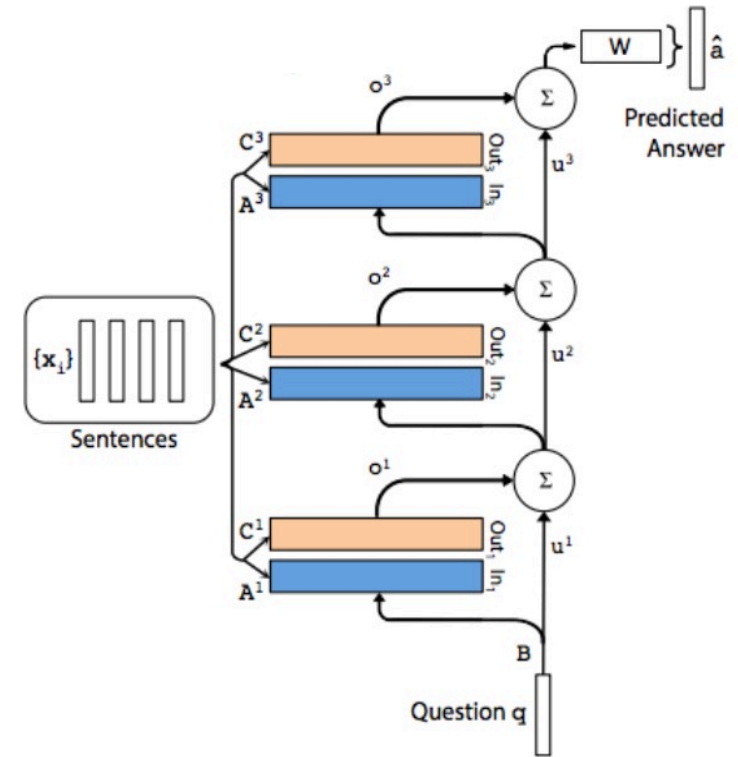 W
â
Σ
Predicted
Answer
o³
C³
Out₃
u³
A³
In₃
Σ
o²
C²
Out₂
u²
{xᵢ}
A²
In₂
Sentences
Σ
o¹
C¹
Out₁
u¹
A¹
In₁
B
Question q